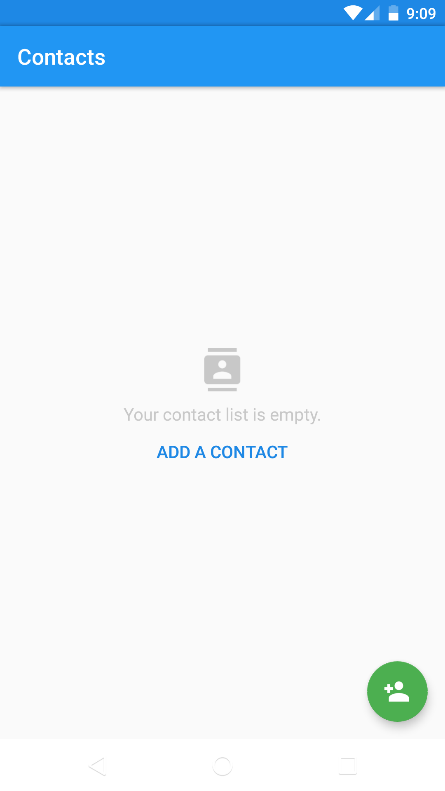 9:09
Contacts
Your contact list is empty.
ADD A CONTACT